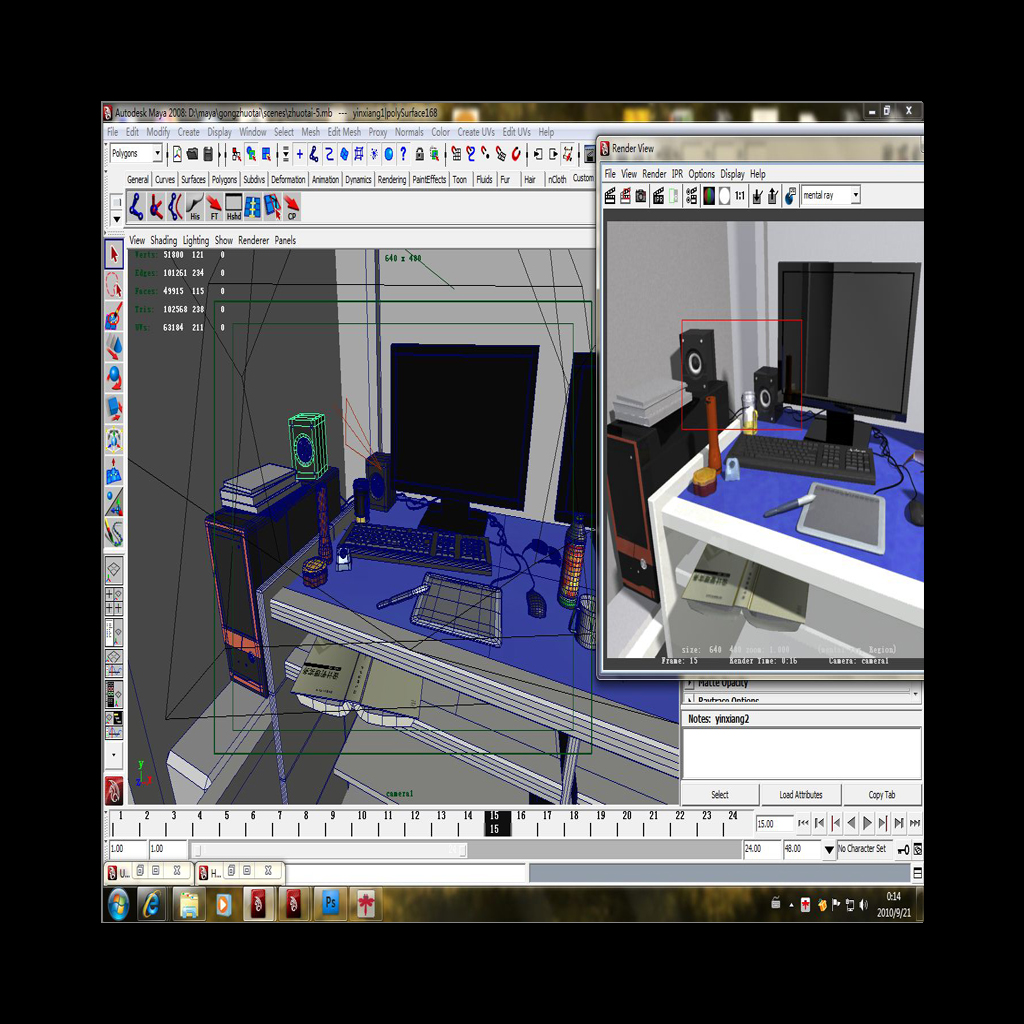 Autodesk Maya 2008: D:\maya\gongzhuotai\scenes\zhuotai-5.mb --- yinxiang1|polySurface168
File Edit Modify Create Display Window Select Mesh Edit Mesh Proxy Normals Color Create UVs Edit UVs Help
Polygons
General Curves Surfaces Polygons Subdivs Deformation Animation Dynamics Rendering PaintEffects Toon Fluids Fur Hair nCloth Custom
His FT Hshd CP
View Shading Lighting Show Renderer Panels
Verts: 51800 121 0
Edges: 101261 234 0
Faces: 49915 115 0
Tris: 102568 238 0
UVs: 63184 211 0
640 x 480
camera1
Render View
File View Render IPR Options Display Help
1:1
mental ray
size: 640 480 zoom: 1.000
Region)
Frame: 15 Render Time: 0:16 Camera: camera1
Matte Opacity
Raytrace Options
Notes: yinxiang2
Select Load Attributes Copy Tab
1 2 3 4 5 6 7 8 9 10 11 12 13 14 15 16 17 18 19 20 21 22 23 24
15
15.00
1.00 1.00 24.00 48.00 No Character Set
U... H...
Ps
0:14
2010/9/21